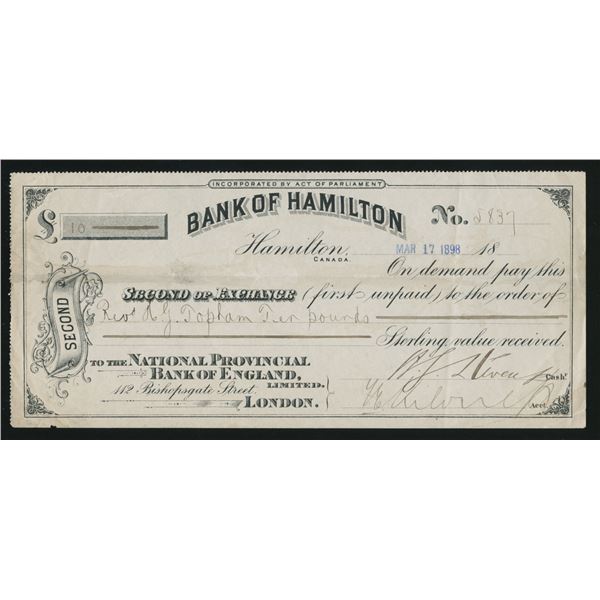 INCORPORATED BY ACT OF PARLIAMENT
BANK OF HAMILTON
£ 10
No. 5837
Hamilton, MAR 17 1898 18
CANADA.
On demand pay this
SECOND OF EXCHANGE (first unpaid) to the order of
Revd H. J. Topham Ten pounds
Sterling value received.
SECOND
TO THE NATIONAL PROVINCIAL
BANK OF ENGLAND,
LIMITED.
112 Bishopsgate Street,
LONDON.
Cashr
Acct